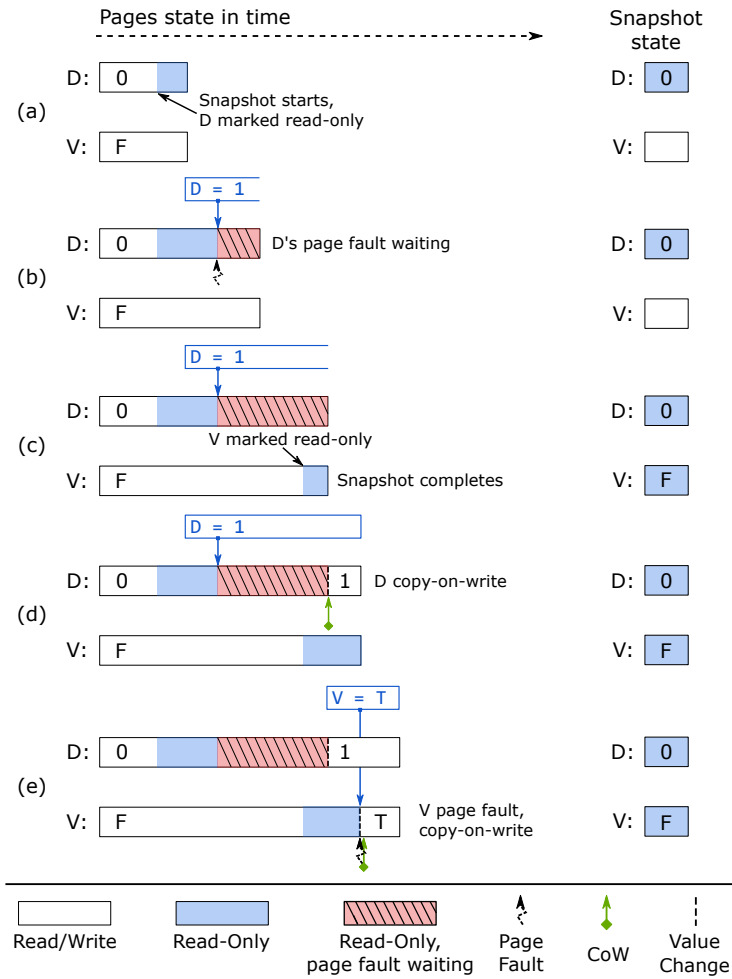 Pages state in time
Snapshot
state
D: 0
D: 0
Snapshot starts,
D marked read-only
(a)
V: F
V:
D = 1
D: 0
D's page fault waiting
D: 0
(b)
V: F
V:
D = 1
D: 0
D: 0
V marked read-only
(c)
V: F
Snapshot completes
V: F
D = 1
D: 0 1
D copy-on-write
D: 0
(d)
V: F
V: F
V = T
D: 0 1
D: 0
(e)
V: F T
V page fault,
copy-on-write
V: F
Read/Write
Read-Only
Read-Only,
page fault waiting
Page
Fault
CoW
Value
Change